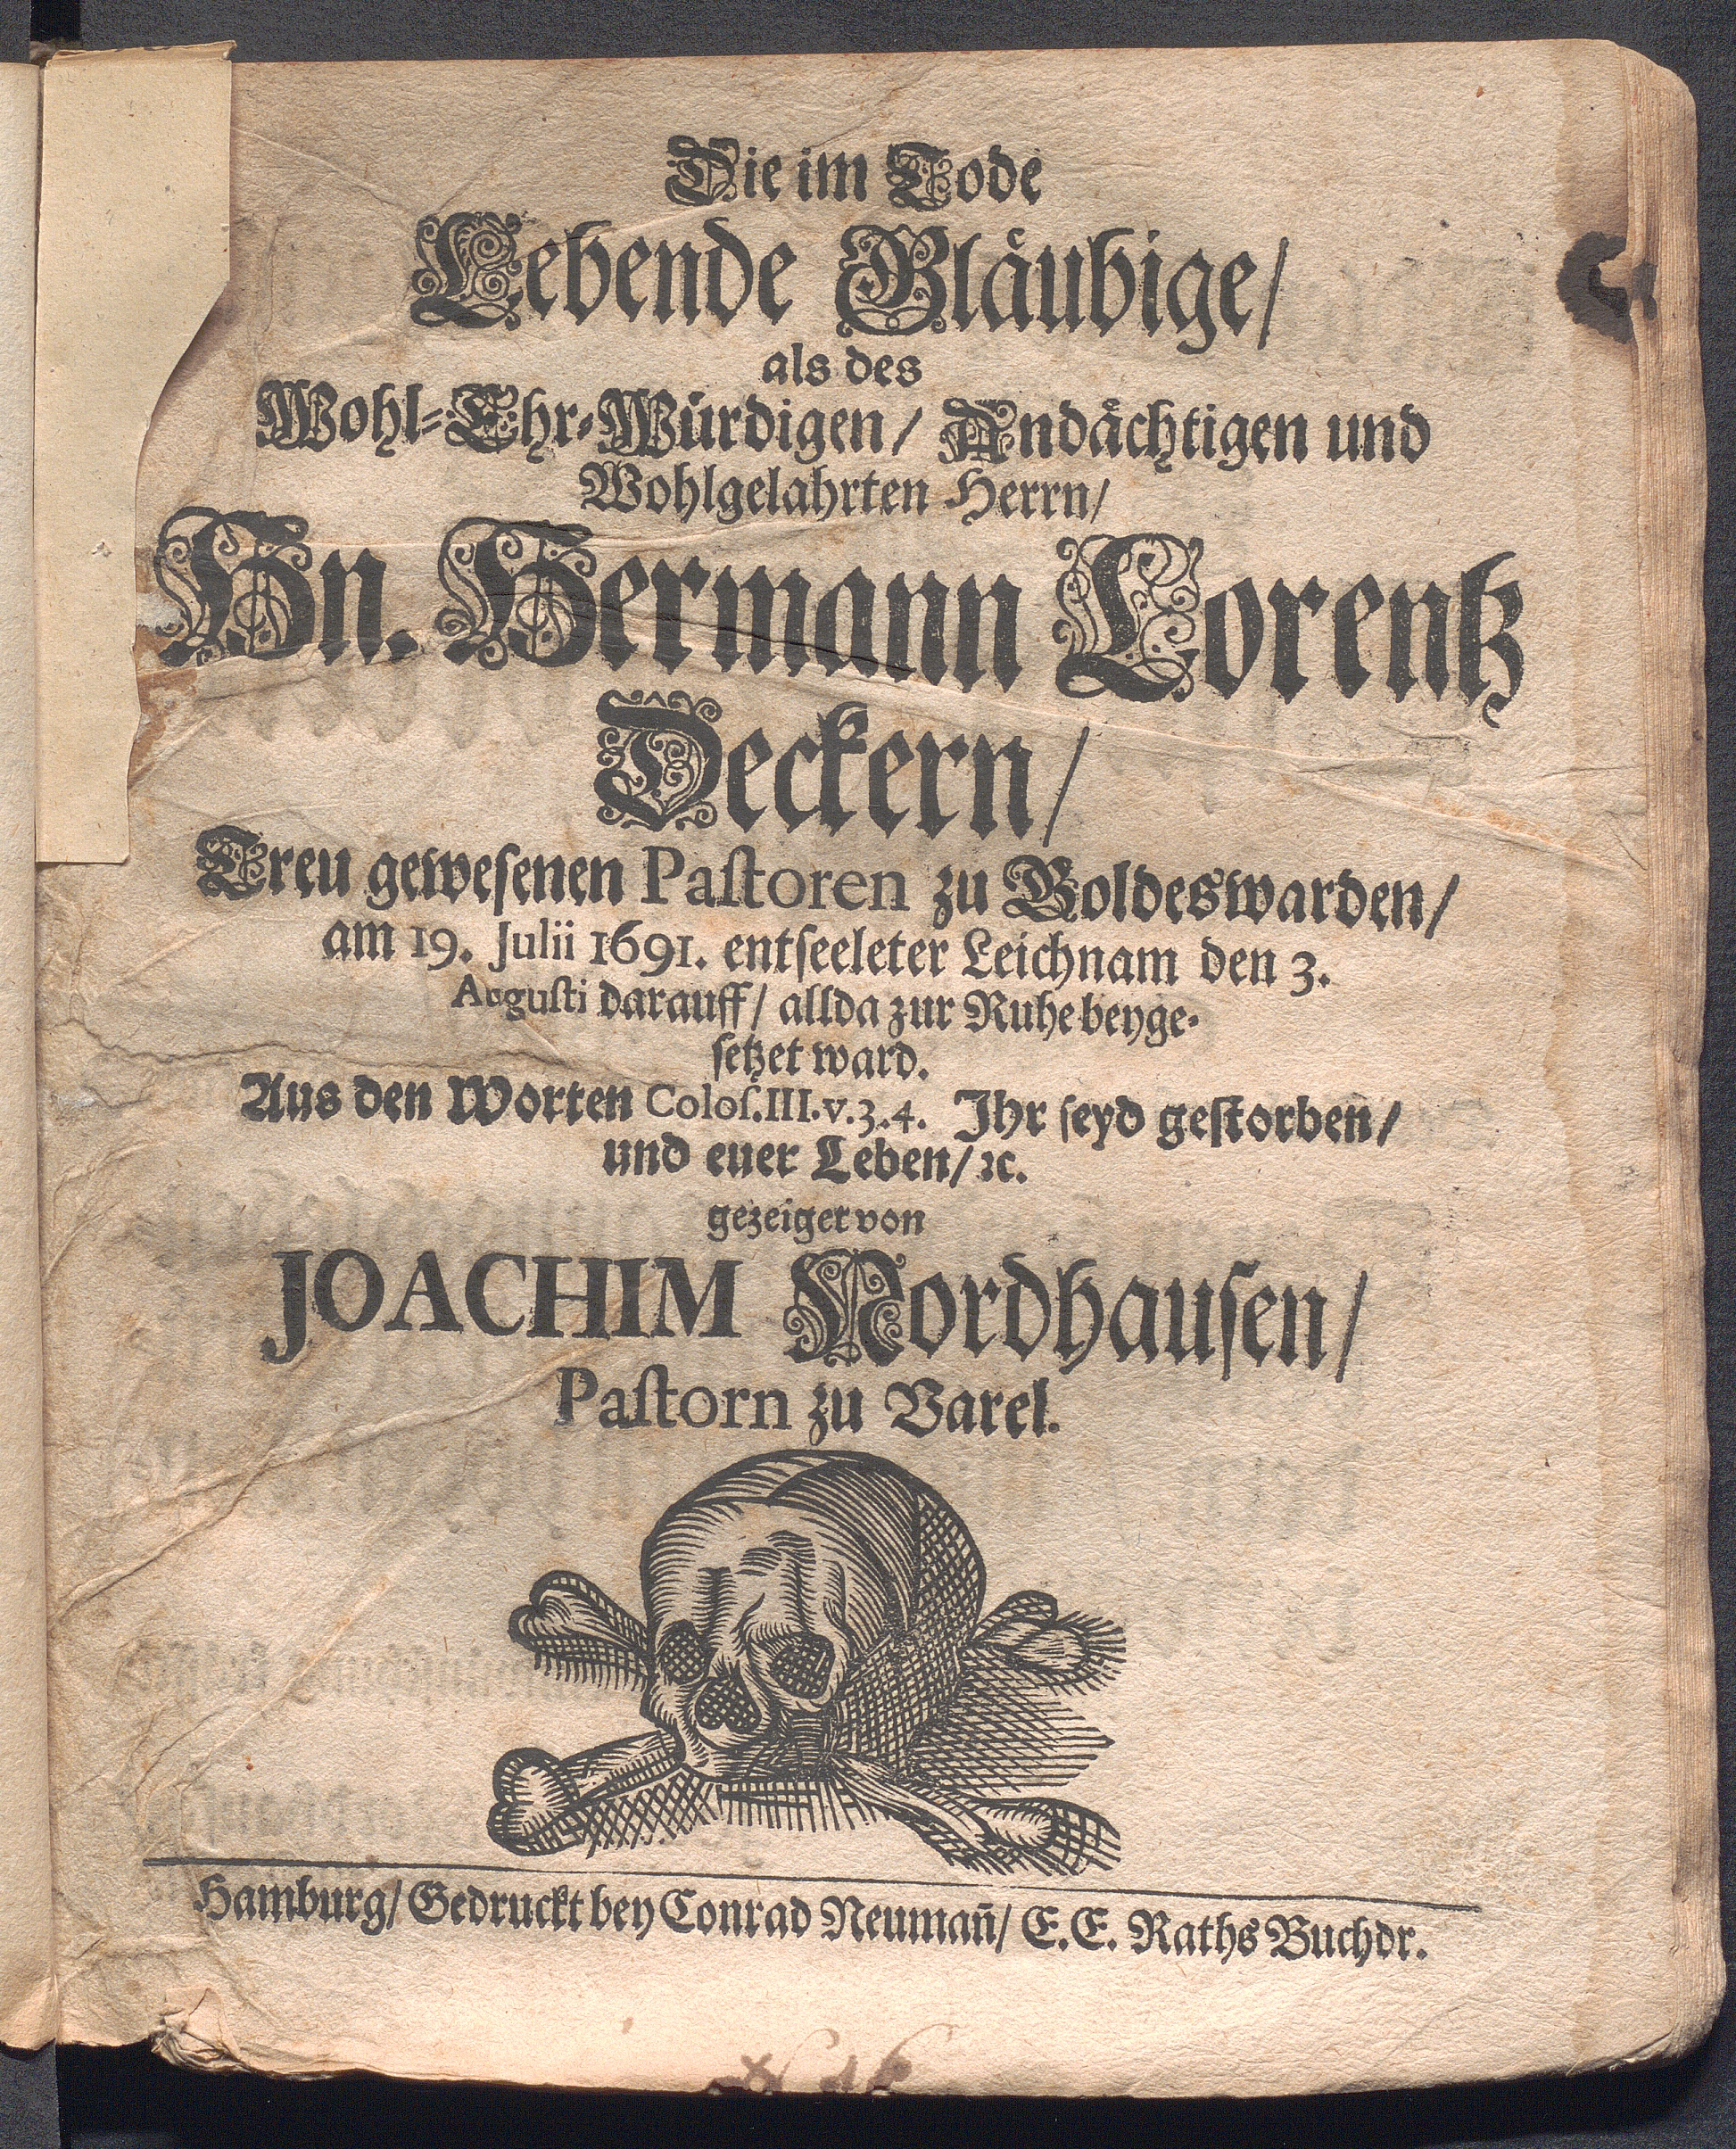 Die im Tode
Lebende Gläubige/
als des
Wohl-Ehr-Würdigen/ Andächtigen und
Wohlgelahrten Herrn/
Hn. Hermann Lorentz
Deckern/
Treu gewesenen Pastoren zu Goldeswarden/
am 19. Julii 1691. entseeleter Leichnam den 3.
Augusti darauff/ allda zur Ruhe beyge-
setzet ward.
Aus den Worten Colos. III. v. 3. 4. Ihr seyd gestorben/
und euer Leben/ ꝛc.
gezeiget von
JOACHIM Nordhausen/
Pastorn zu Varel.
Hamburg/ Gedruckt bey Conrad Neumañ/ E. E. Raths Buchdr.